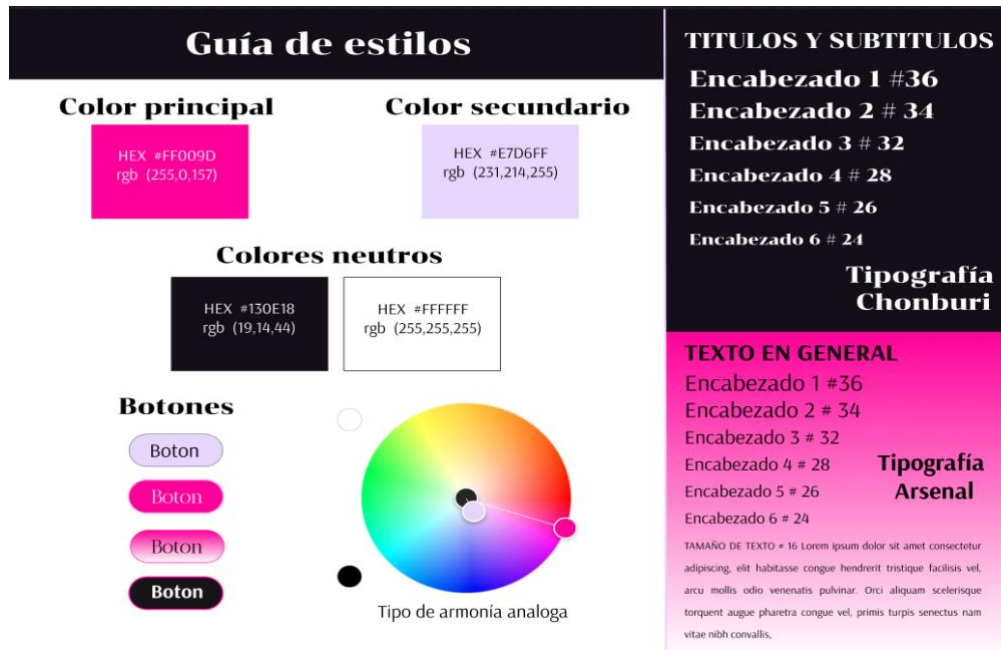 Guía de estilos
Color principal
HEX #FF009D
rgb (255,0,157)
Color secundario
HEX #E7D6FF
rgb (231,214,255)
Colores neutros
HEX #130E18
rgb (19,14,44)
HEX #FFFFFF
rgb (255,255,255)
Botones
Boton
Boton
Boton
Boton
Tipo de armonía analoga
TITULOS Y SUBTITULOS
Encabezado 1 #36
Encabezado 2 # 34
Encabezado 3 # 32
Encabezado 4 # 28
Encabezado 5 # 26
Encabezado 6 # 24
Tipografía
Chonburi
TEXTO EN GENERAL
Encabezado 1 #36
Encabezado 2 # 34
Encabezado 3 # 32
Encabezado 4 # 28
Encabezado 5 # 26
Encabezado 6 # 24
Tipografía
Arsenal
TAMAÑO DE TEXTO # 16 Lorem ipsum dolor sit amet consectetur
adipiscing, elit habitasse congue hendrerit tristique facilisis vel,
arcu mollis odio venenatis pulvinar. Orci aliquam scelerisque
torquent augue pharetra congue vel, primis turpis senectus nam
vitae nibh convallis,